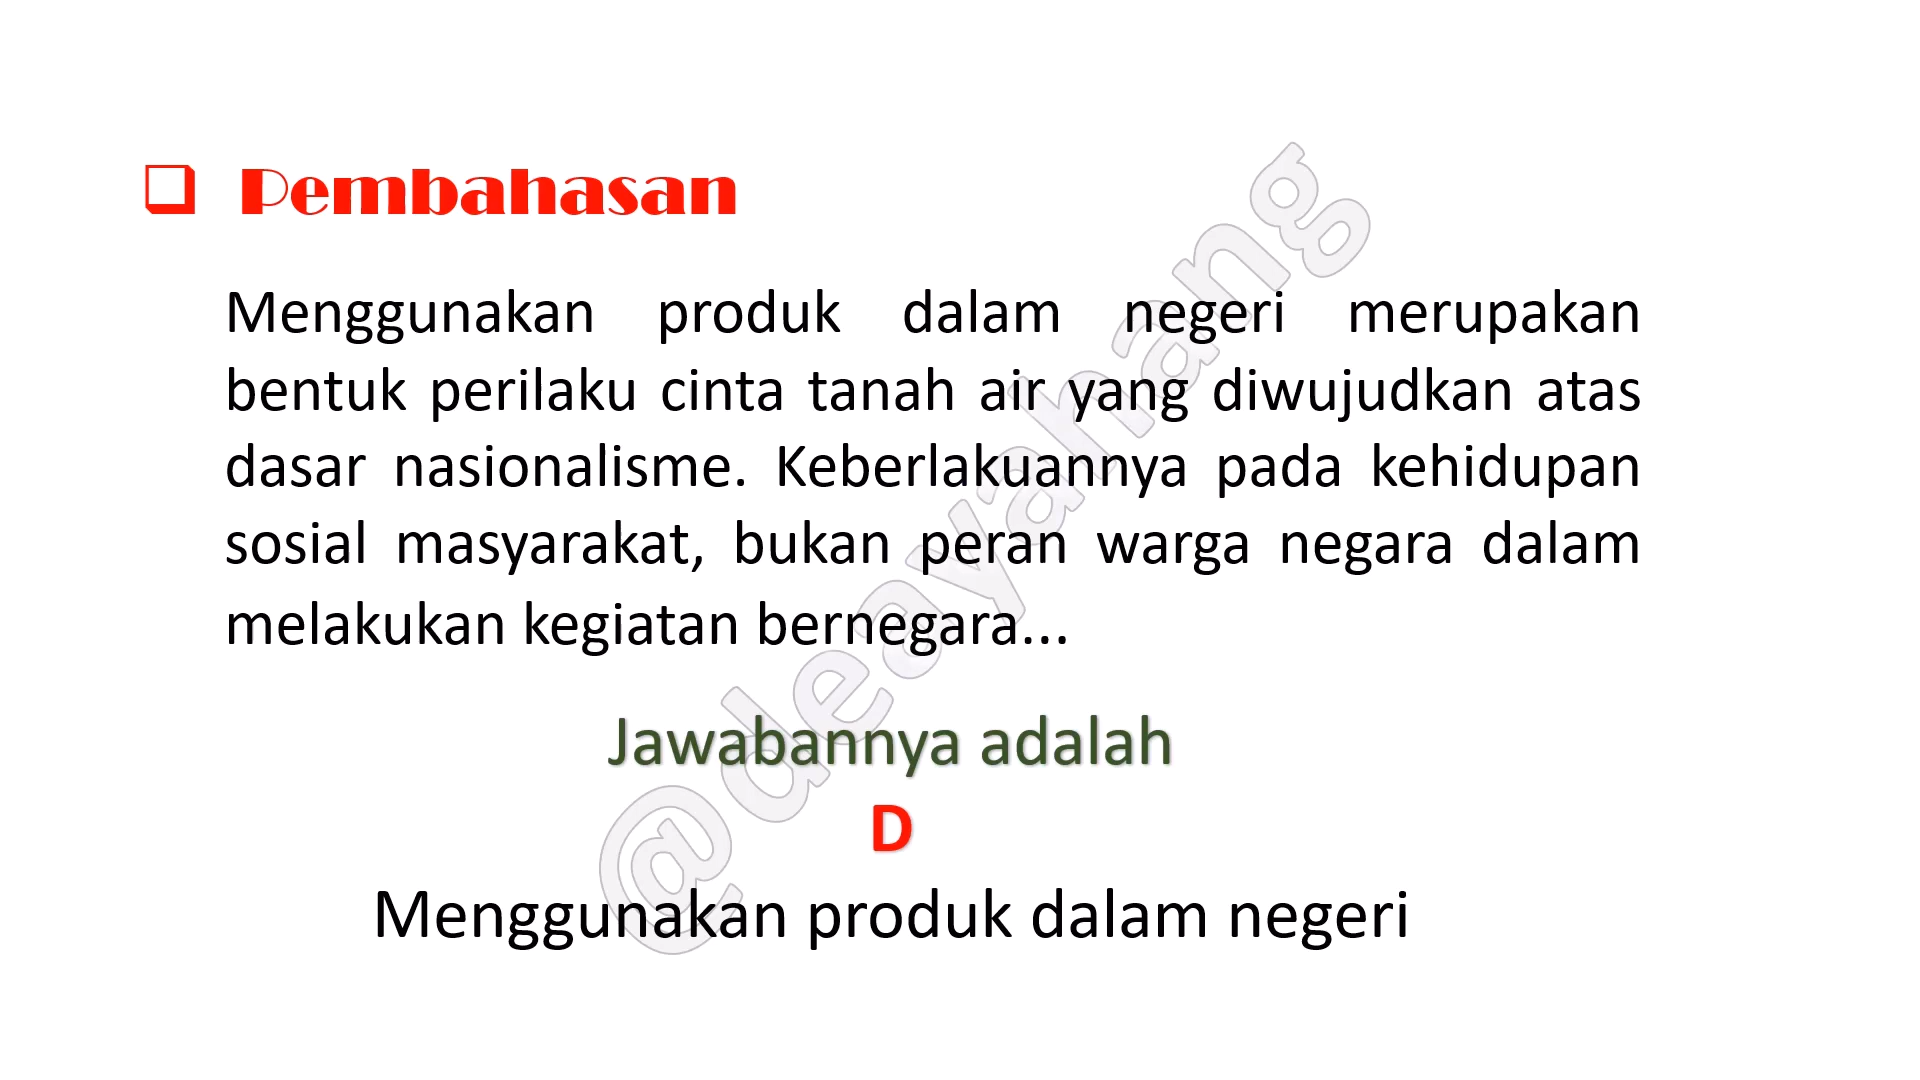 Pembahasan
Menggunakan produk dalam negeri merupakan
bentuk perilaku cinta tanah air yang diwujudkan atas
dasar nasionalisme. Keberlakuannya pada kehidupan
sosial masyarakat, bukan peran warga negara dalam
melakukan kegiatan bernegara...
Jawabannya adalah
D
Menggunakan produk dalam negeri
@deayahang